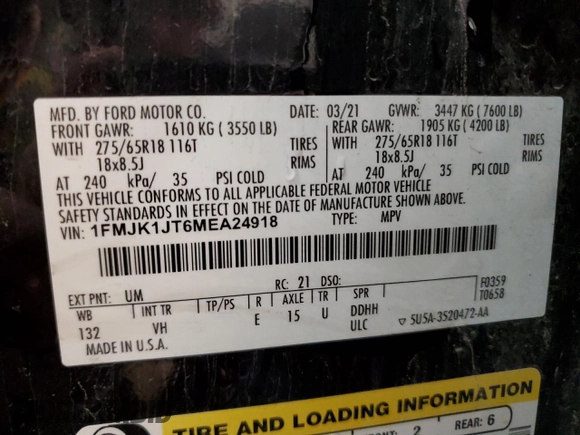 MFD. BY FORD MOTOR CO. DATE: 03/21 GVWR: 3447 KG ( 7600 LB)
FRONT GAWR: 1610 KG ( 3550 LB) REAR GAWR: 1905 KG ( 4200 LB)
WITH 275/65R18 116T TIRES WITH 275/65R18 116T TIRES
18x8.5J RIMS 18x8.5J RIMS
AT 240 kPa/ 35 PSI COLD AT 240 kPa/ 35 PSI COLD
THIS VEHICLE CONFORMS TO ALL APPLICABLE FEDERAL MOTOR VEHICLE
SAFETY STANDARDS IN EFFECT ON THE DATE OF MANUFACTURE SHOWN ABOVE.
VIN: 1FMJK1JT6MEA24918 TYPE: MPV
EXT PNT: UM RC: 21 DSO: F0359
WB INT TR TP/PS R AXLE TR SPR T0658
132 VH E 15 U DDHH
ULC 5U5A-3520472-AA
MADE IN U.S.A.
TIRE AND LOADING INFORMATION
2 REAR: 6